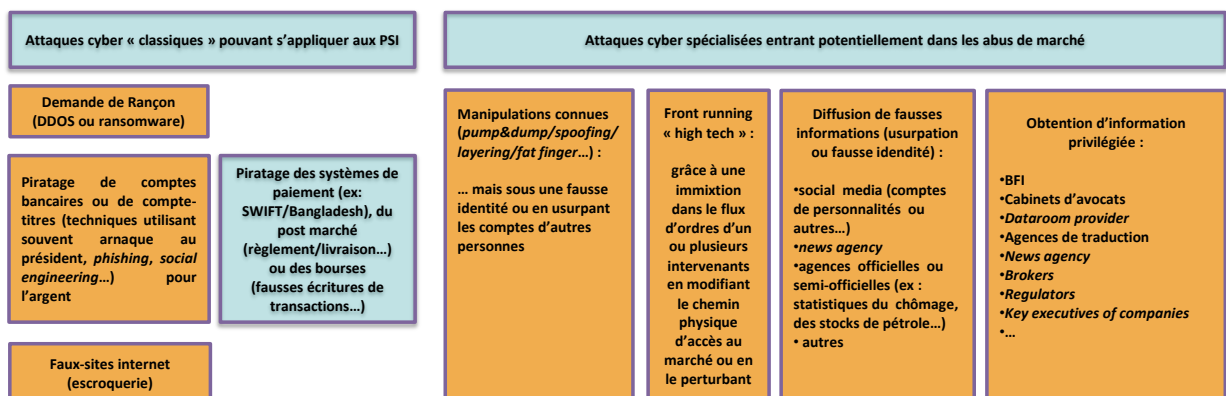 Attaques cyber « classiques » pouvant s'appliquer aux PSI
Attaques cyber spécialisées entrant potentiellement dans les abus de marché
Demande de Rançon
(DDOS ou ransomware)
Piratage de comptes
bancaires ou de compte-
titres (techniques utilisant
souvent arnaque au
président, phishing, social
engineering…) pour
l'argent
Faux-sites internet
(escroquerie)
Piratage des systèmes de
paiement (ex:
SWIFT/Bangladesh), du
post marché
(règlement/livraison…)
ou des bourses
(fausses écritures de
transactions…)
Manipulations connues
(pump&dump/spoofing/
layering/fat finger…) :
… mais sous une fausse
identité ou en usurpant
les comptes d'autres
personnes
Front running
« high tech » :
grâce à une
immixtion
dans le flux
d'ordres d'un
ou plusieurs
intervenants
en modifiant
le chemin
physique
d'accès au
marché ou en
le perturbant
Diffusion de fausses
informations (usurpation
ou fausse idendité) :
•social media (comptes
de personnalités ou
autres…)
•news agency
•agences officielles ou
semi-officielles (ex :
statistiques du chômage,
des stocks de pétrole…)
• autres
Obtention d'information
privilégiée :
•BFI
•Cabinets d'avocats
•Dataroom provider
•Agences de traduction
•News agency
•Brokers
•Regulators
•Key executives of companies
•…